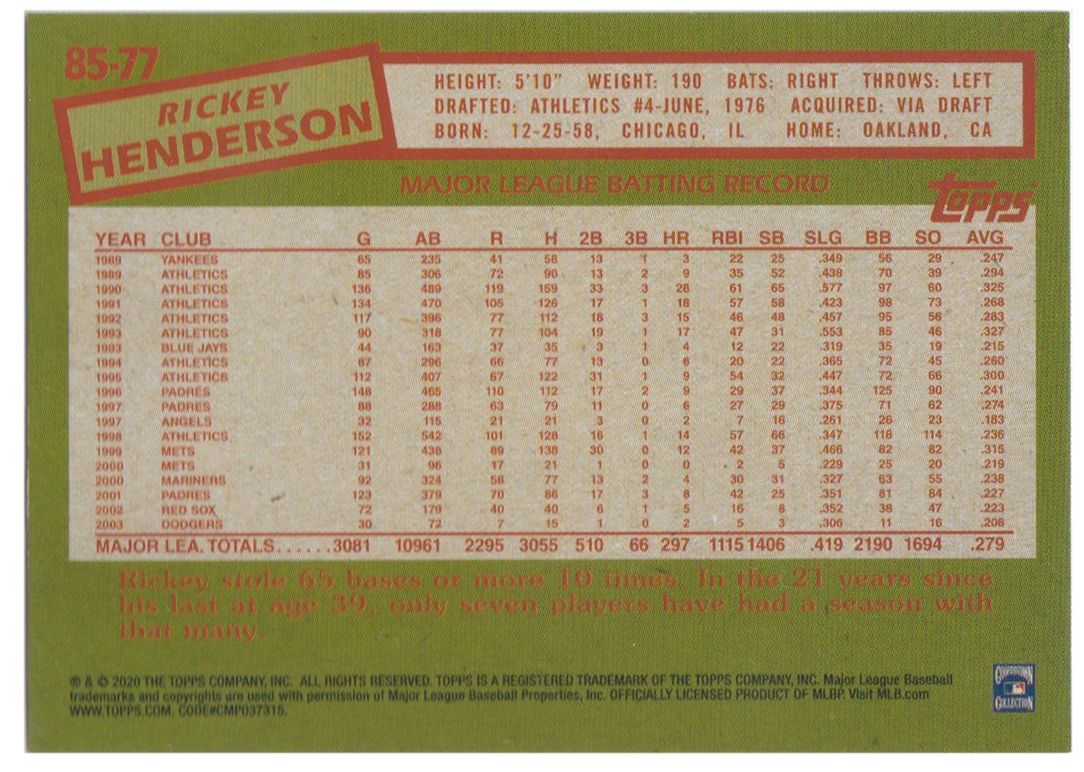 85-77
RICKEY
HENDERSON
HEIGHT: 5'10" WEIGHT: 190 BATS: RIGHT THROWS: LEFT
DRAFTED: ATHLETICS #4-JUNE, 1976 ACQUIRED: VIA DRAFT
BORN: 12-25-58, CHICAGO, IL HOME: OAKLAND, CA
MAJOR LEAGUE BATTING RECORD
Topps
YEAR CLUB G AB R H 2B 3B HR RBI SB SLG BB SO AVG
1989 YANKEES 65 235 41 58 13 1 3 22 25 .349 56 29 .247
1989 ATHLETICS 85 306 72 90 13 2 9 35 52 .438 70 39 .294
1990 ATHLETICS 136 489 119 159 33 3 28 61 65 .577 97 60 .325
1991 ATHLETICS 134 470 105 126 17 1 18 57 58 .423 98 73 .268
1992 ATHLETICS 117 396 77 112 18 3 15 46 48 .457 95 56 .283
1993 ATHLETICS 90 318 77 104 19 1 17 47 31 .553 85 46 .327
1993 BLUE JAYS 44 163 37 35 3 1 4 12 22 .319 35 19 .215
1994 ATHLETICS 87 296 66 77 13 0 6 20 22 .365 72 45 .260
1995 ATHLETICS 112 407 67 122 31 1 9 54 32 .447 72 66 .300
1996 PADRES 148 465 110 112 17 2 9 29 37 .344 125 90 .241
1997 PADRES 88 288 63 79 11 0 6 27 29 .375 71 62 .274
1997 ANGELS 32 115 21 21 3 0 2 7 16 .261 26 23 .183
1998 ATHLETICS 152 542 101 128 16 1 14 57 66 .347 118 114 .236
1999 METS 121 438 89 138 30 0 12 42 37 .466 82 82 .315
2000 METS 31 96 17 21 1 0 0 2 5 .229 25 20 .219
2000 MARINERS 92 324 58 77 13 2 4 30 31 .327 63 55 .238
2001 PADRES 123 379 70 86 17 3 8 42 25 .351 81 84 .227
2002 RED SOX 72 179 40 40 6 1 5 16 8 .352 38 47 .223
2003 DODGERS 30 72 7 15 1 0 2 5 3 .306 11 16 .208
MAJOR LEA. TOTALS......3081 10961 2295 3055 510 66 297 1115 1406 .419 2190 1694 .279
Rickey stole 65 bases or more 10 times. In the 21 years since
his last at age 39, only seven players have had a season with
that many.
® & © 2020 THE TOPPS COMPANY, INC. ALL RIGHTS RESERVED. TOPPS IS A REGISTERED TRADEMARK OF THE TOPPS COMPANY, INC. Major League Baseball
trademarks and copyrights are used with permission of Major League Baseball Properties, Inc. OFFICIALLY LICENSED PRODUCT OF MLBP. Visit MLB.com
WWW.TOPPS.COM. CODE#CMP037315.
COOPERSTOWN
COLLECTION